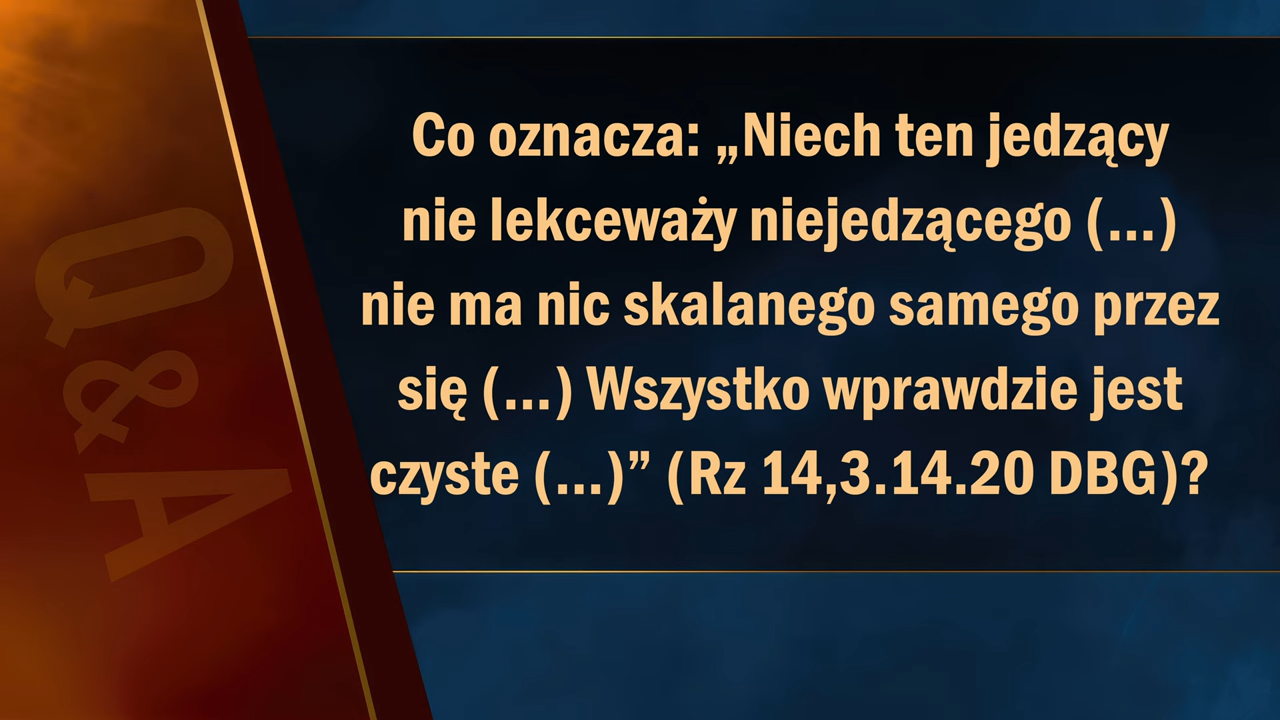 Co oznacza: „Niech ten jedzący
nie lekceważy niejedzącego (...)
nie ma nic skalanego samego przez
się (...) Wszystko wprawdzie jest
czyste (...)” (Rz 14,3.14.20 DBG)?
Q&A